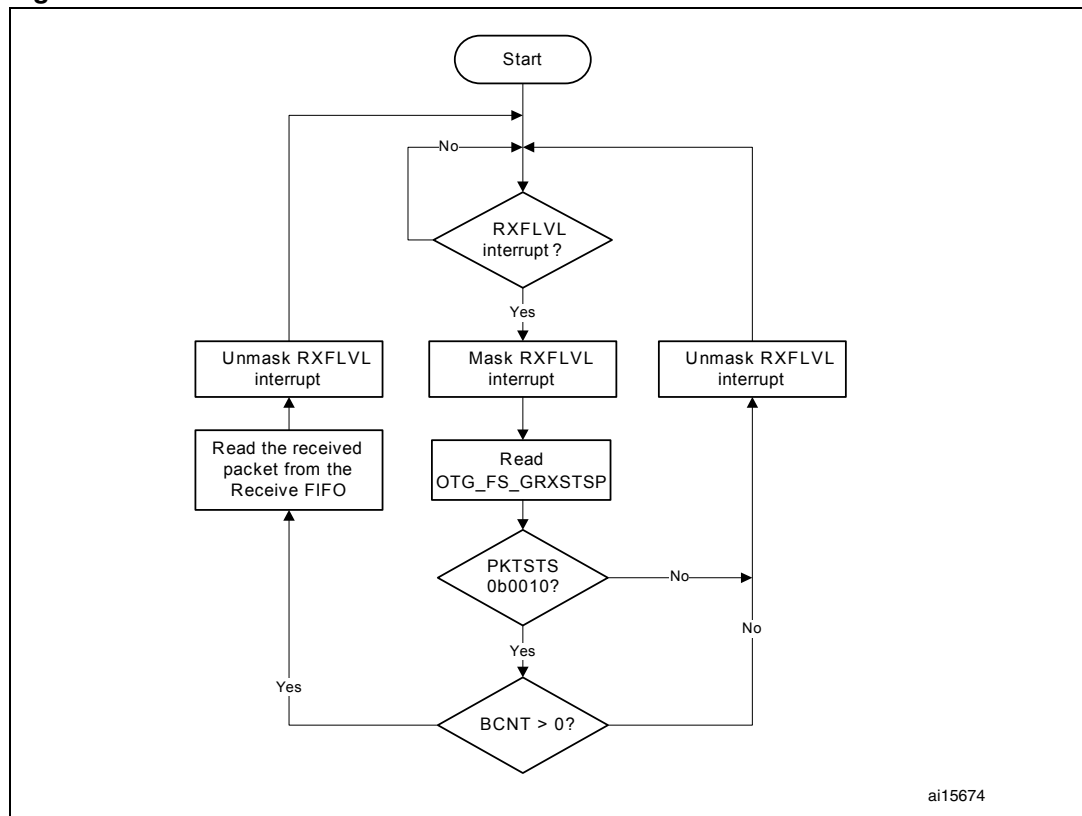 Start
No
RXFLVL
interrupt?
Yes
Unmask RXFLVL
interrupt
Mask RXFLVL
interrupt
Unmask RXFLVL
interrupt
Read the received
packet from the
Receive FIFO
Read
OTG_FS_GRXSTSP
PKTSTS
0b0010?
No
No
Yes
Yes
BCNT > 0?
ai15674